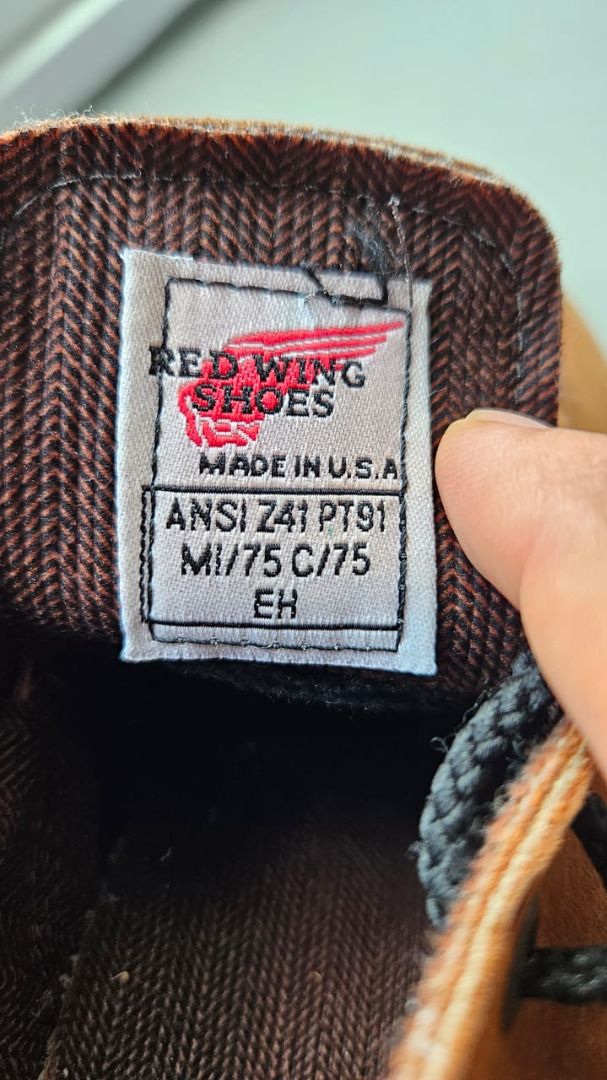 RED WING
SHOES
MADE IN U.S.A
ANSI Z41 PT91
MI/75 C/75
EH